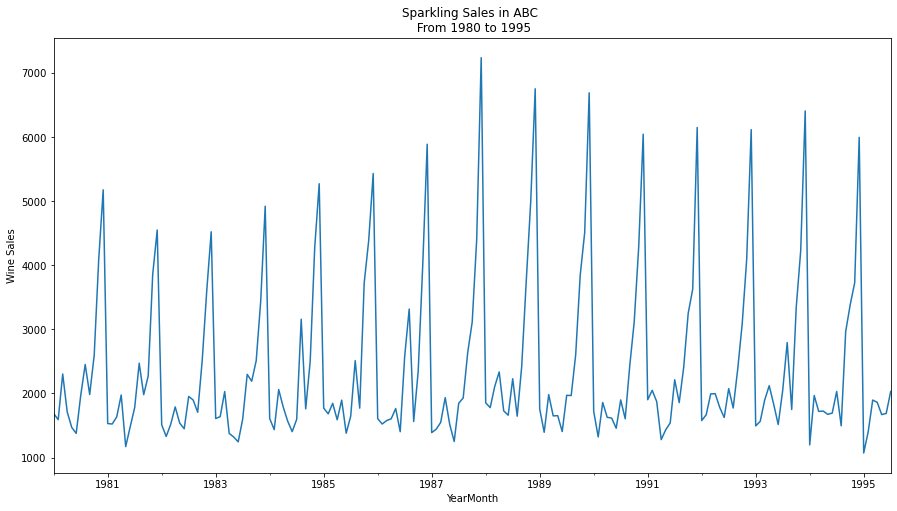 Sparkling Sales in ABC
From 1980 to 1995
7000
6000
5000
4000
3000
2000
1000
Wine Sales
1981 1983 1985 1987 1989 1991 1993 1995
YearMonth